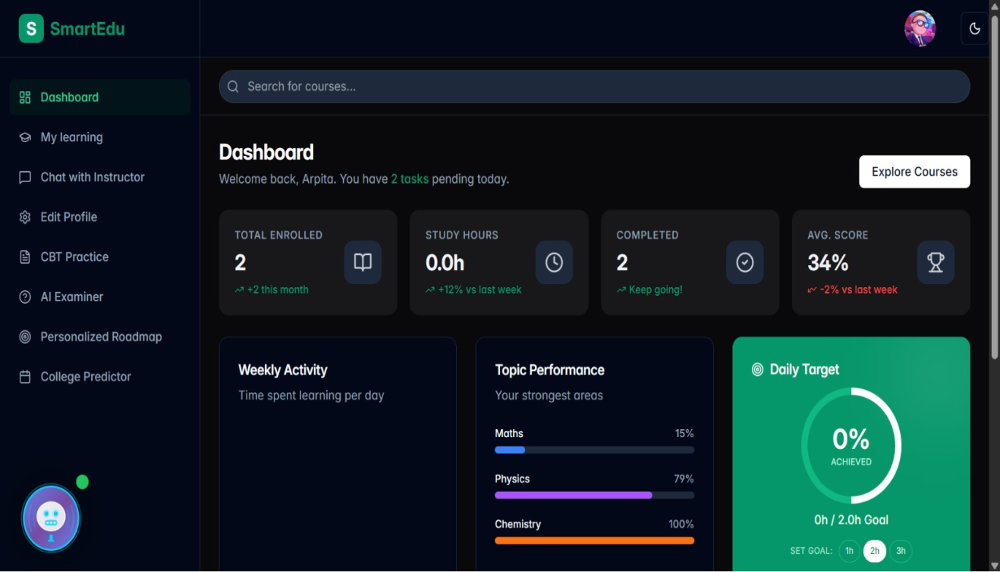 S SmartEdu
Search for courses...
Dashboard
My learning
Chat with Instructor
Edit Profile
CBT Practice
AI Examiner
Personalized Roadmap
College Predictor
Dashboard
Welcome back, Arpita. You have 2 tasks pending today.
Explore Courses
TOTAL ENROLLED
2
+2 this month
STUDY HOURS
0.0h
+12% vs last week
COMPLETED
2
Keep going!
AVG. SCORE
34%
-2% vs last week
Weekly Activity
Time spent learning per day
Topic Performance
Your strongest areas
Maths 15%
Physics 79%
Chemistry 100%
Daily Target
0%
ACHIEVED
0h / 2.0h Goal
SET GOAL: 1h 2h 3h